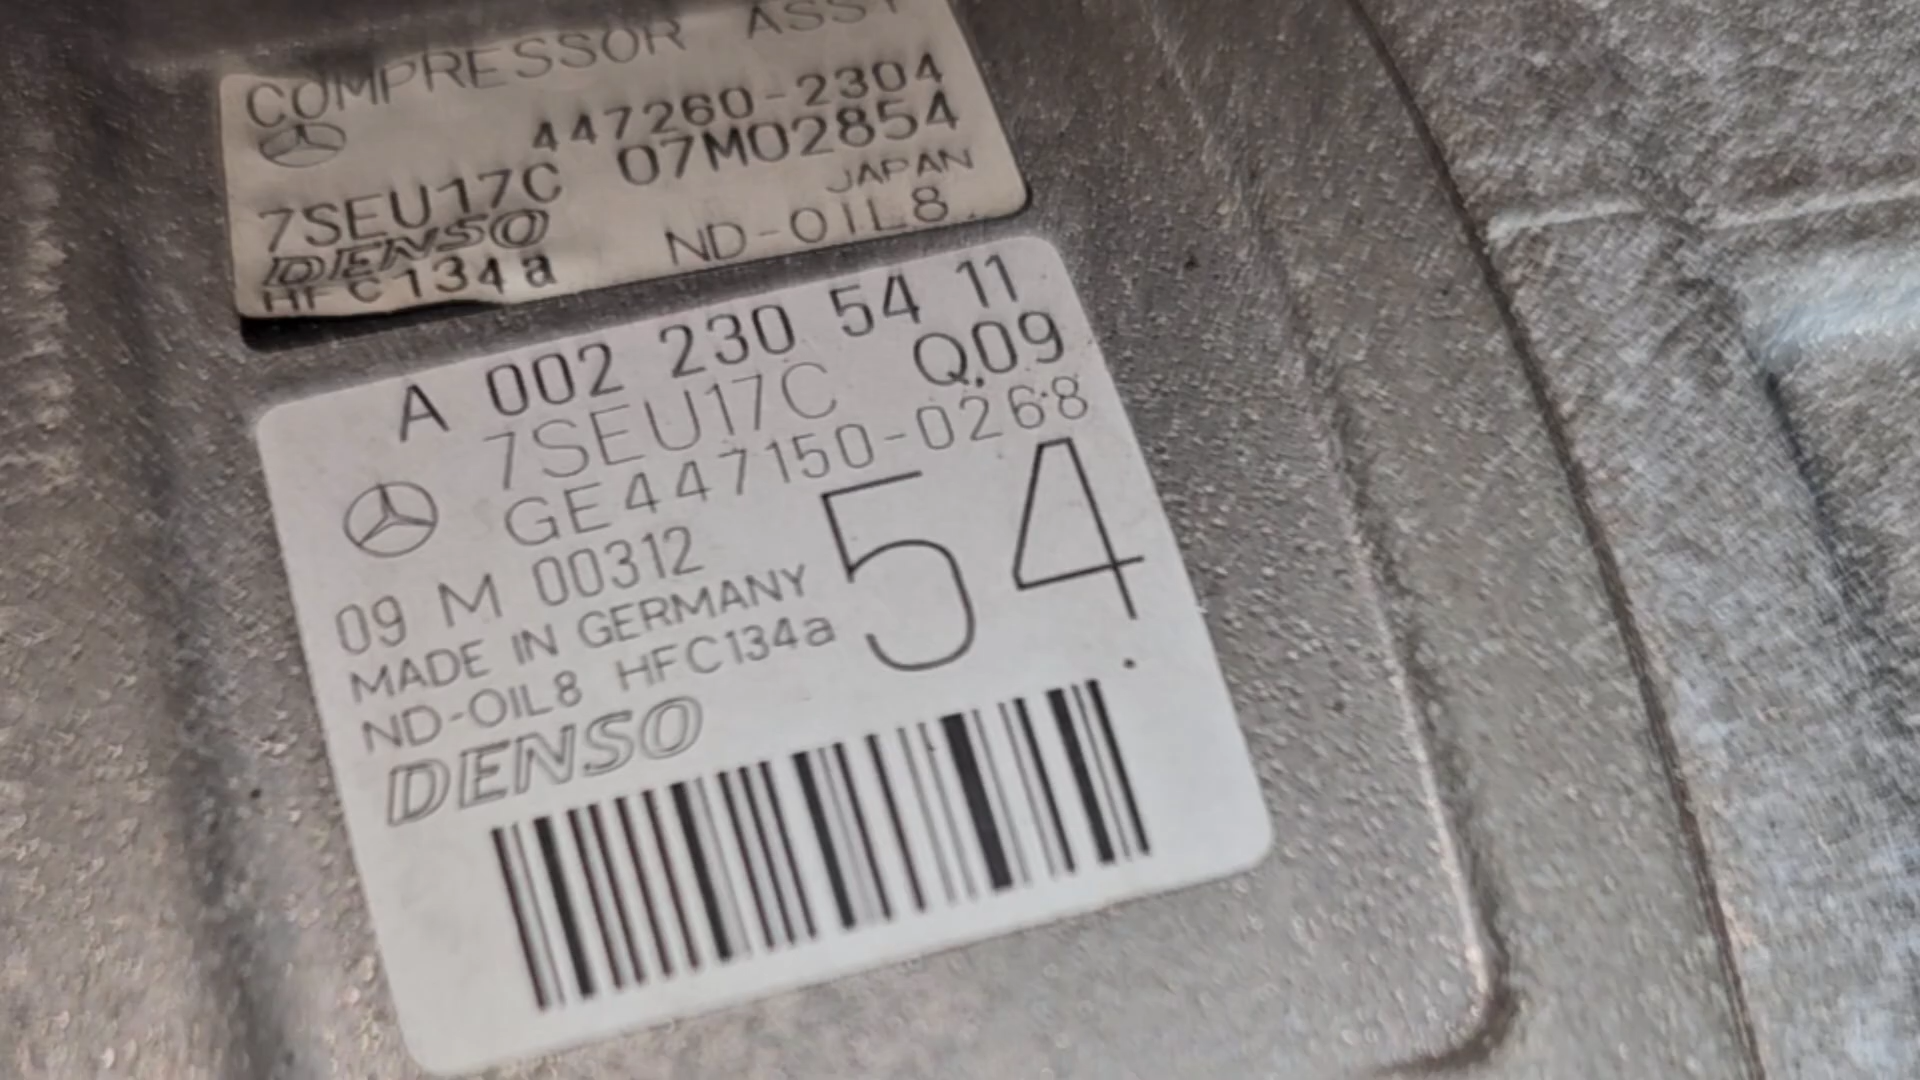 COMPRESSOR ASSY
447260-2304
7SEU17C 07M02854
DENSO JAPAN
HFC134a ND-OIL8
A 002 230 54 11
7SEU17C Q09
GE447150-0268
09 M 00312
54
MADE IN GERMANY
ND-OIL8 HFC134a
DENSO